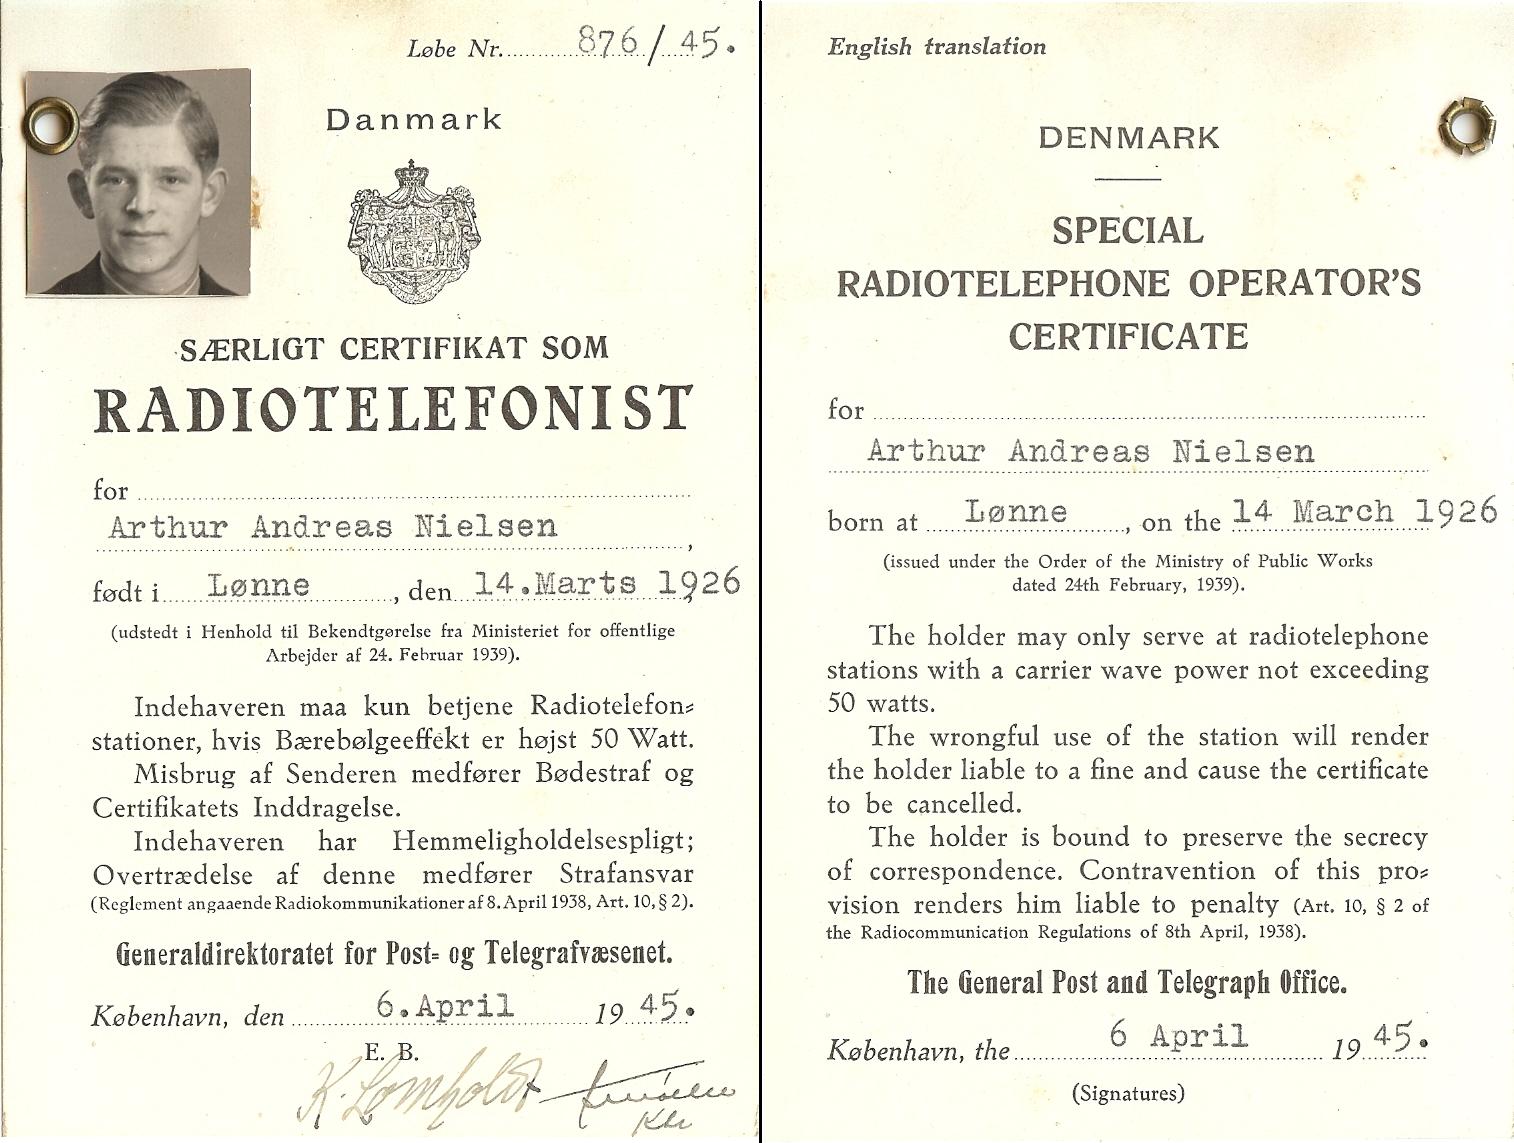 Løbe Nr. 876/45.
Danmark
SÆRLIGT CERTIFIKAT SOM
RADIOTELEFONIST
for
Arthur Andreas Nielsen,
født i Lønne, den 14.Marts 1926
(udstedt i Henhold til Bekendtgørelse fra Ministeriet for offentlige
Arbejder af 24. Februar 1939).
Indehaveren maa kun betjene Radiotelefon=
stationer, hvis Bærebølgeeffekt er højst 50 Watt.
Misbrug af Senderen medfører Bødestraf og
Certifikatets Inddragelse.
Indehaveren har Hemmeligholdelsespligt;
Overtrædelse af denne medfører Strafansvar
(Reglement angaaende Radiokommunikationer af 8. April 1938, Art. 10, § 2).
Generaldirektoratet for Post= og Telegrafvæsenet.
København, den 6.April 1945.
E. B.
K. Lomholdt
English translation
DENMARK
SPECIAL
RADIOTELEPHONE OPERATOR'S
CERTIFICATE
for
Arthur Andreas Nielsen
born at Lønne, on the 14 March 1926
(issued under the Order of the Ministry of Public Works
dated 24th February, 1939).
The holder may only serve at radiotelephone
stations with a carrier wave power not exceeding
50 watts.
The wrongful use of the station will render
the holder liable to a fine and cause the certificate
to be cancelled.
The holder is bound to preserve the secrecy
of correspondence. Contravention of this pro=
vision renders him liable to penalty (Art. 10, § 2 of
the Radiocommunication Regulations of 8th April, 1938).
The General Post and Telegraph Office.
København, the 6 April 1945.
(Signatures)